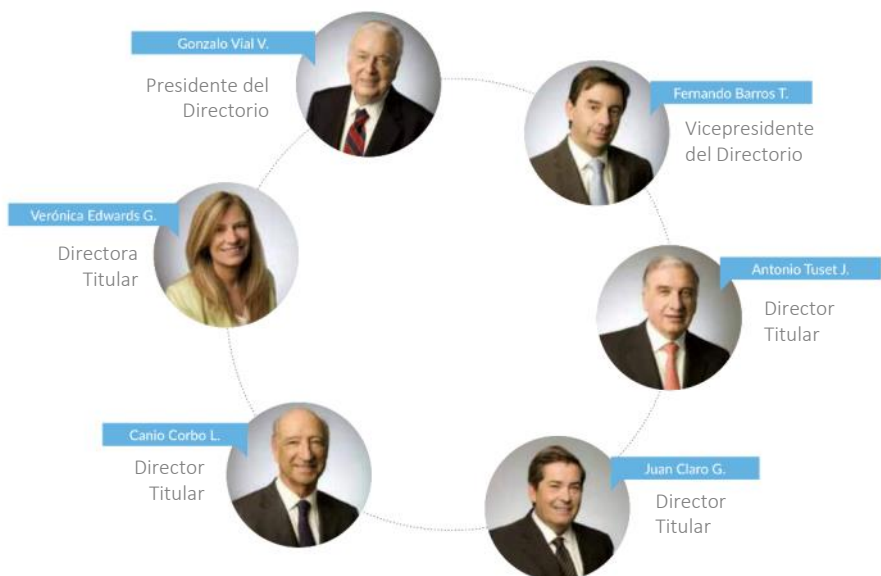 Gonzalo Vial V.
Presidente del
Directorio
Fernando Barros T.
Vicepresidente
del Directorio
Verónica Edwards G.
Directora
Titular
Antonio Tuset J.
Director
Titular
Canio Corbo L.
Director
Titular
Juan Claro G.
Director
Titular